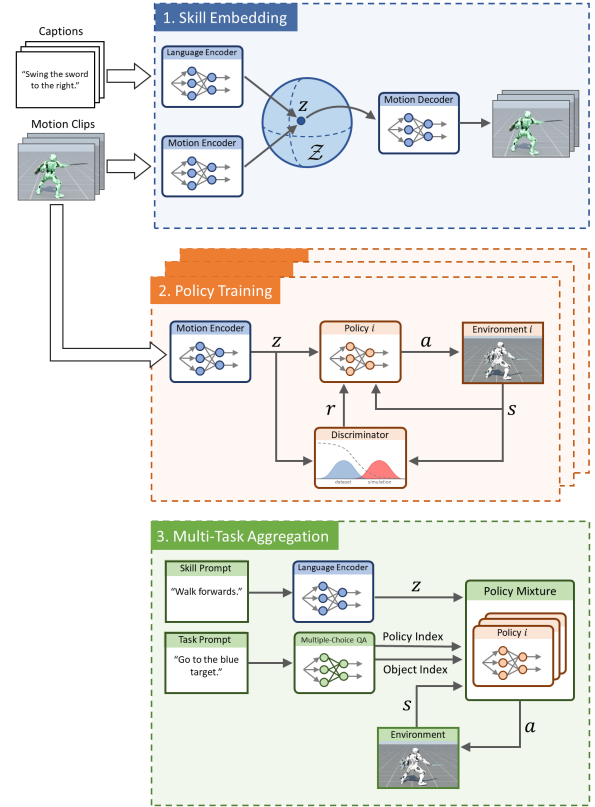 1. Skill Embedding
Captions
"Swing the sword
to the right."
Language Encoder
z
Z
Motion Decoder
Motion Clips
Motion Encoder
2. Policy Training
Motion Encoder
z
Policy i
a
Environment i
r
s
Discriminator
dataset
simulation
3. Multi-Task Aggregation
Skill Prompt
"Walk forwards."
Language Encoder
z
Policy Mixture
Policy i
Task Prompt
"Go to the blue
target."
Multiple-Choice QA
Policy Index
Object Index
s
a
Environment